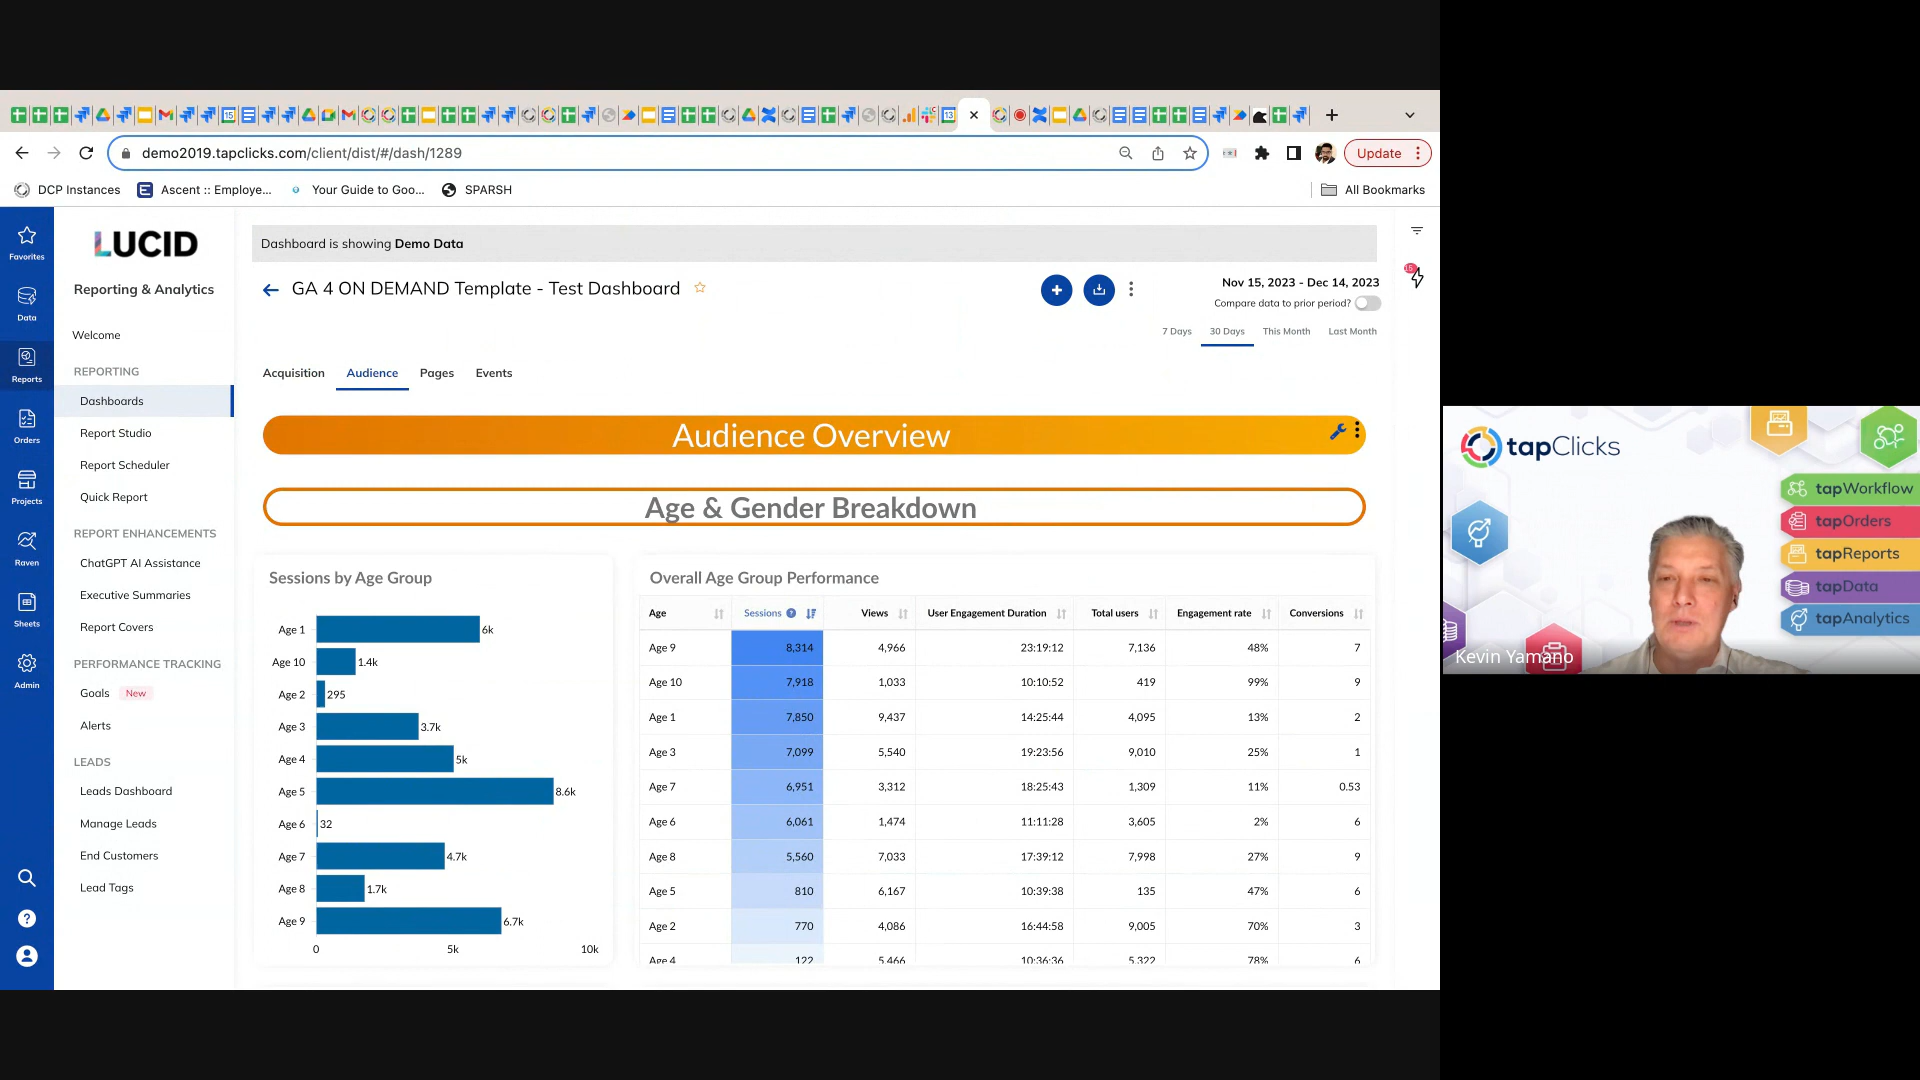 demo2019.tapclicks.com/client/dist/#/dash/1289
Update
DCP Instances
Ascent :: Employe...
Your Guide to Goo...
SPARSH
All Bookmarks
Favorites
Data
Reports
Orders
Projects
Raven
Sheets
Admin
LUCID
Reporting & Analytics
Welcome
REPORTING
Dashboards
Report Studio
Report Scheduler
Quick Report
REPORT ENHANCEMENTS
ChatGPT AI Assistance
Executive Summaries
Report Covers
PERFORMANCE TRACKING
Goals New
Alerts
LEADS
Leads Dashboard
Manage Leads
End Customers
Lead Tags
Dashboard is showing Demo Data
GA 4 ON DEMAND Template - Test Dashboard
Nov 15, 2023 - Dec 14, 2023
Compare data to prior period?
7 Days 30 Days This Month Last Month
15
Acquisition Audience Pages Events
Audience Overview
Age & Gender Breakdown
Sessions by Age Group
Age 1 6k
Age 10 1.4k
Age 2 295
Age 3 3.7k
Age 4 5k
Age 5 8.6k
Age 6 32
Age 7 4.7k
Age 8 1.7k
Age 9 6.7k
0 5k 10k
Overall Age Group Performance
Age Sessions Views User Engagement Duration Total users Engagement rate Conversions
Age 9 8,314 4,966 23:19:12 7,136 48% 7
Age 10 7,918 1,033 10:10:52 419 99% 9
Age 1 7,850 9,437 14:25:44 4,095 13% 2
Age 3 7,099 5,540 19:23:56 9,010 25% 1
Age 7 6,951 3,312 18:25:43 1,309 11% 0.53
Age 6 6,061 1,474 11:11:28 3,605 2% 6
Age 8 5,560 7,033 17:39:12 7,998 27% 9
Age 5 810 6,167 10:39:38 135 47% 6
Age 2 770 4,086 16:44:58 9,005 70% 3
Age 4 122 5,466 10:36:36 5,322 78% 6
tapClicks
tapWorkflow
tapOrders
tapReports
tapData
tapAnalytics
Kevin Yamano